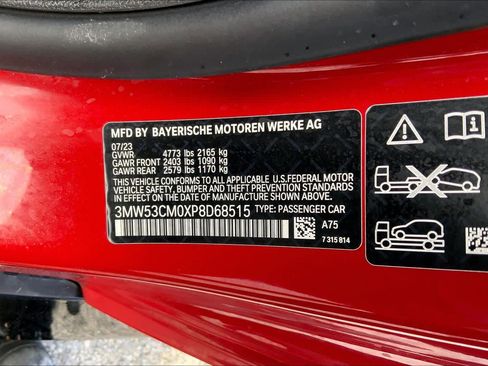 MFD BY BAYERISCHE MOTOREN WERKE AG
07/23
GVWR 4773 lbs 2165 kg
GAWR FRONT 2403 lbs 1090 kg
GAWR REAR 2579 lbs 1170 kg
THIS VEHICLE CONFORMS TO ALL APPLICABLE U.S.FEDERAL MOTOR
VEHICLE SAFETY, BUMPER, AND THEFT PREVENTION STANDARDS
IN EFFECT ON THE DATE OF MANUFACTURE SHOWN ABOVE.
3MW53CM0XP8D68515 TYPE: PASSENGER CAR
A75
7 315 814